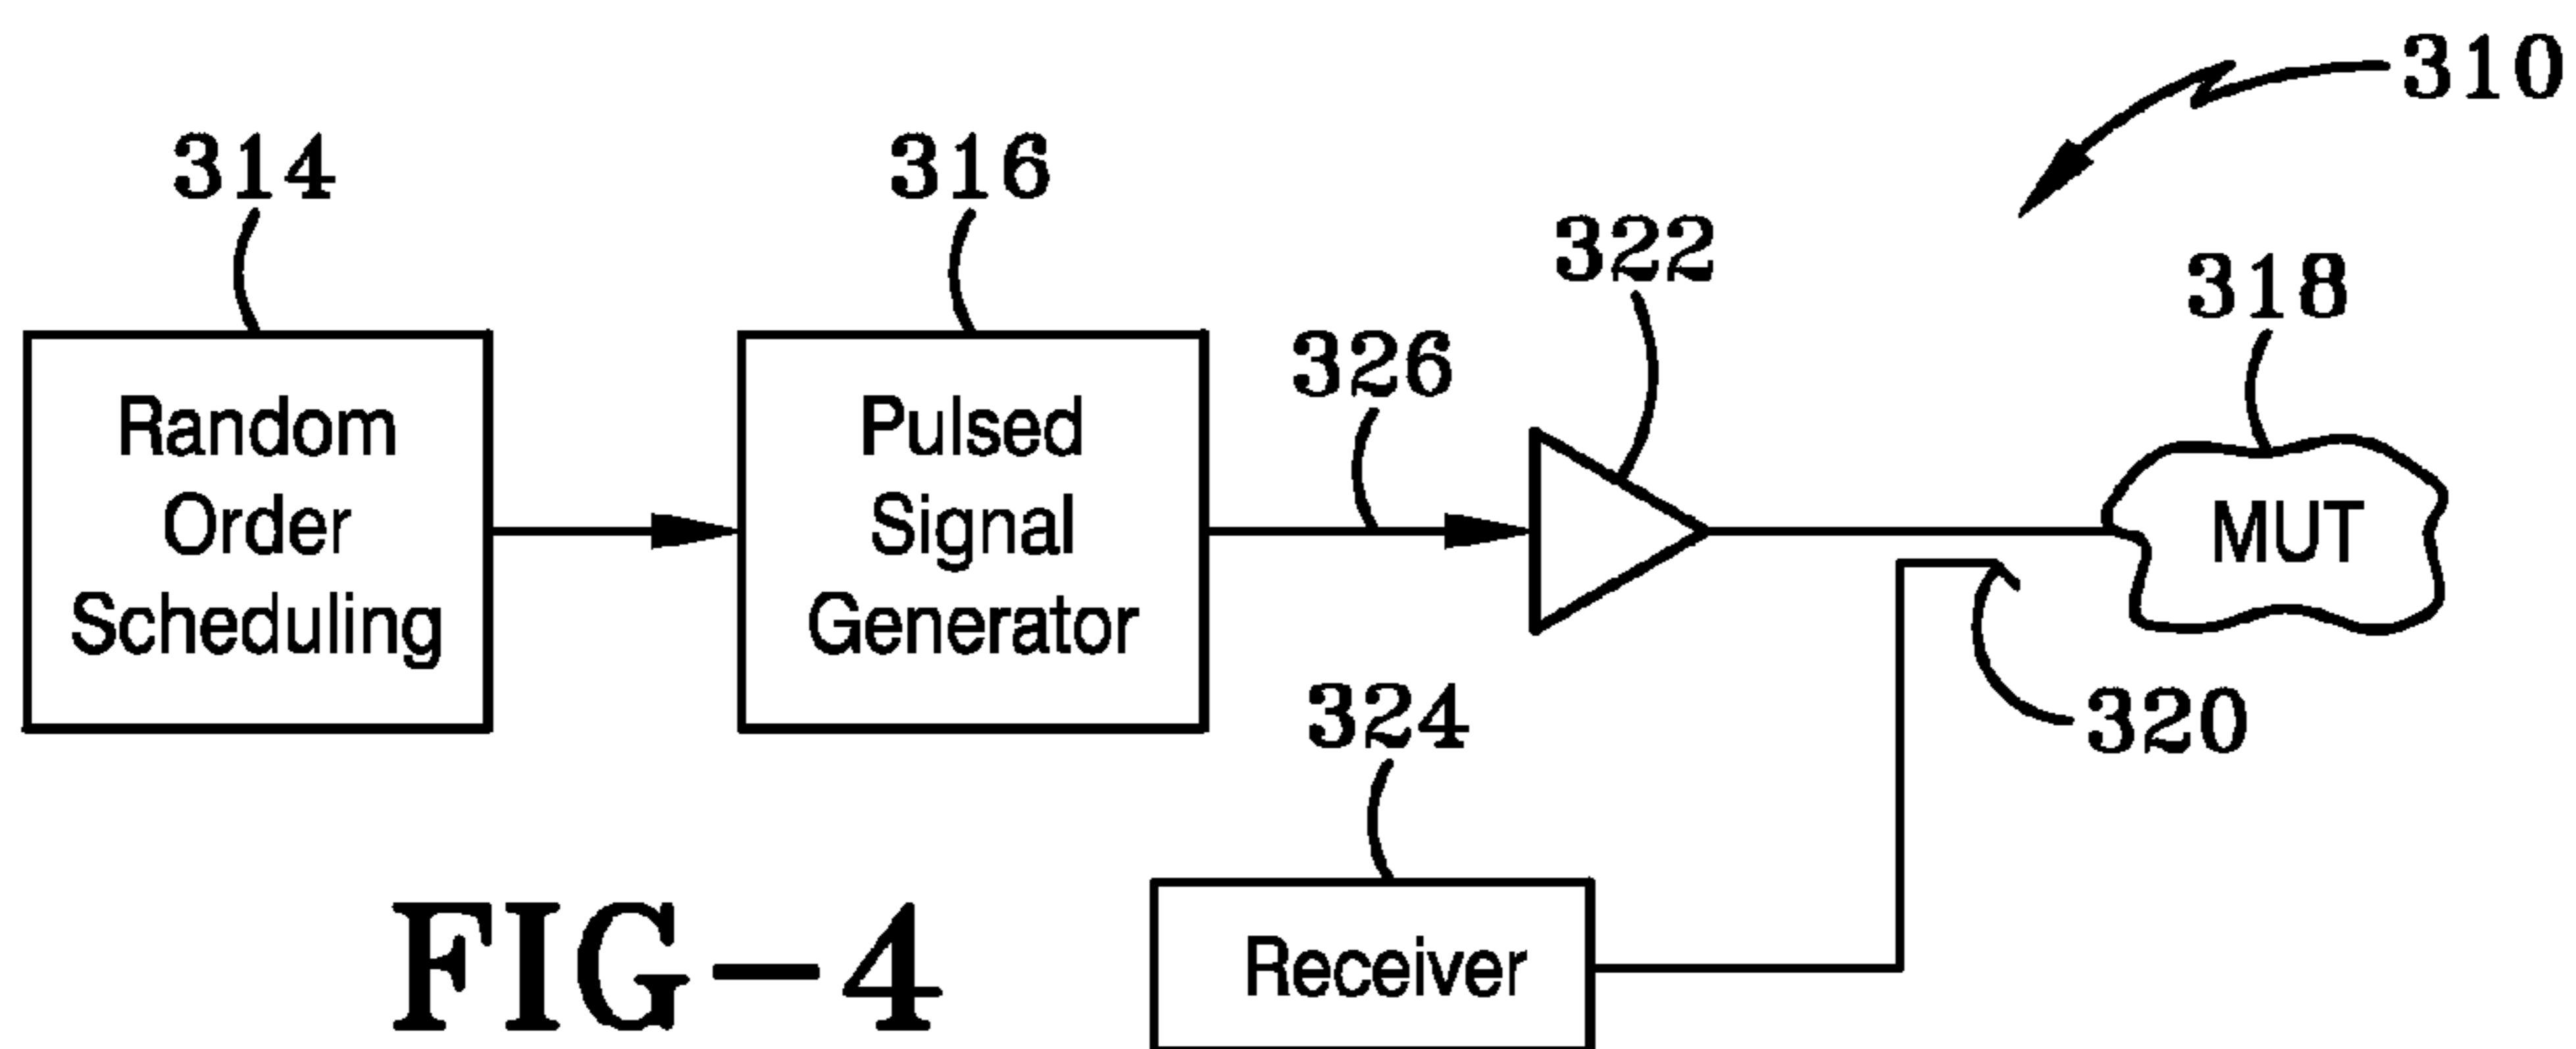 310
314
316
322
318
326
Random
Order
Scheduling
Pulsed
Signal
Generator
MUT
324
320
Receiver
FIG-4